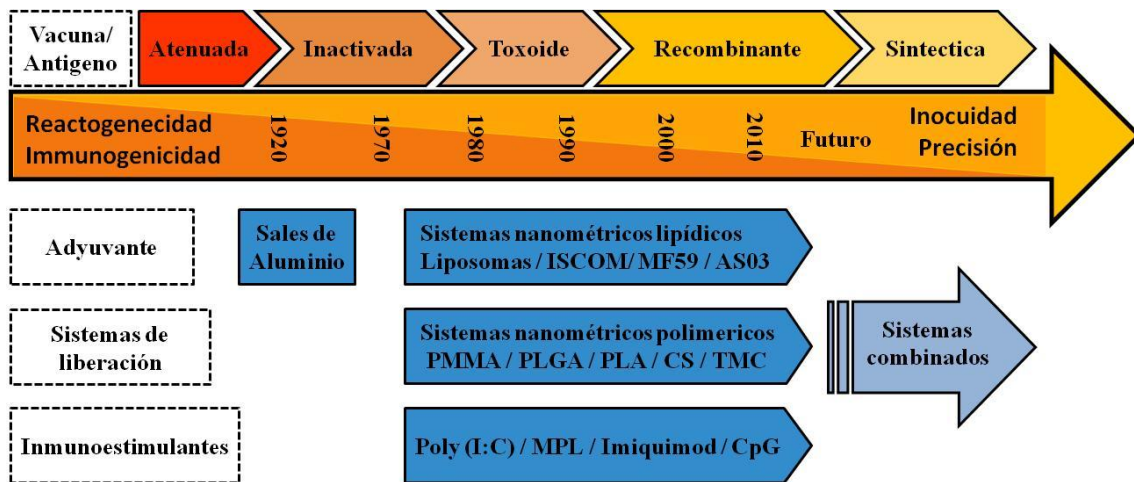 Vacuna/
Antigeno
Atenuada
Inactivada
Toxoide
Recombinante
Sintectica
Reactogenecidad
Immunogenicidad
1920
1970
1980
1990
2000
2010
Futuro
Inocuidad
Precisión
Adyuvante
Sales de
Aluminio
Sistemas nanométricos lipídicos
Liposomas / ISCOM/ MF59 / AS03
Sistemas de
liberación
Sistemas nanométricos polimericos
PMMA / PLGA / PLA / CS / TMC
Sistemas
combinados
Inmunoestimulantes
Poly (I:C) / MPL / Imiquimod / CpG